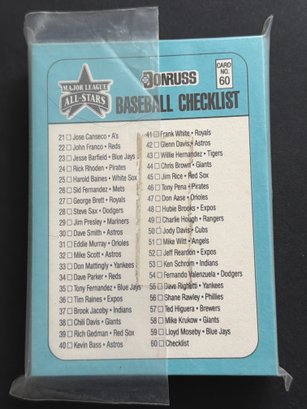 MAJOR LEAGUE
ALL-STARS
DONRUSS
BASEBALL CHECKLIST
CARD NO. 60
21 Jose Canseco • A's
22 John Franco • Reds
23 Jesse Barfield • Blue Jays
24 Rick Rhoden • Pirates
25 Harold Baines • White Sox
26 Sid Fernandez • Mets
27 George Brett • Royals
28 Steve Sax • Dodgers
29 Jim Presley • Mariners
30 Dave Smith • Astros
31 Eddie Murray • Orioles
32 Mike Scott • Astros
33 Don Mattingly • Yankees
34 Dave Parker • Reds
35 Tony Fernandez • Blue Jays
36 Tim Raines • Expos
37 Brook Jacoby • Indians
38 Chili Davis • Giants
39 Rich Gedman • Red Sox
40 Kevin Bass • Astros
41 Frank White • Royals
42 Glenn Davis • Astros
43 Willie Hernandez • Tigers
44 Chris Brown • Giants
45 Jim Rice • Red Sox
46 Tony Pena • Pirates
47 Don Aase • Orioles
48 Hubie Brooks • Expos
49 Charlie Hough • Rangers
50 Jody Davis • Cubs
51 Mike Witt • Angels
52 Jeff Reardon • Expos
53 Ken Schrom • Indians
54 Fernando Valenzuela • Dodgers
55 Dave Righetti • Yankees
56 Shane Rawley • Phillies
57 Ted Higuera • Brewers
58 Mike Krukow • Giants
59 Lloyd Moseby • Blue Jays
60 Checklist